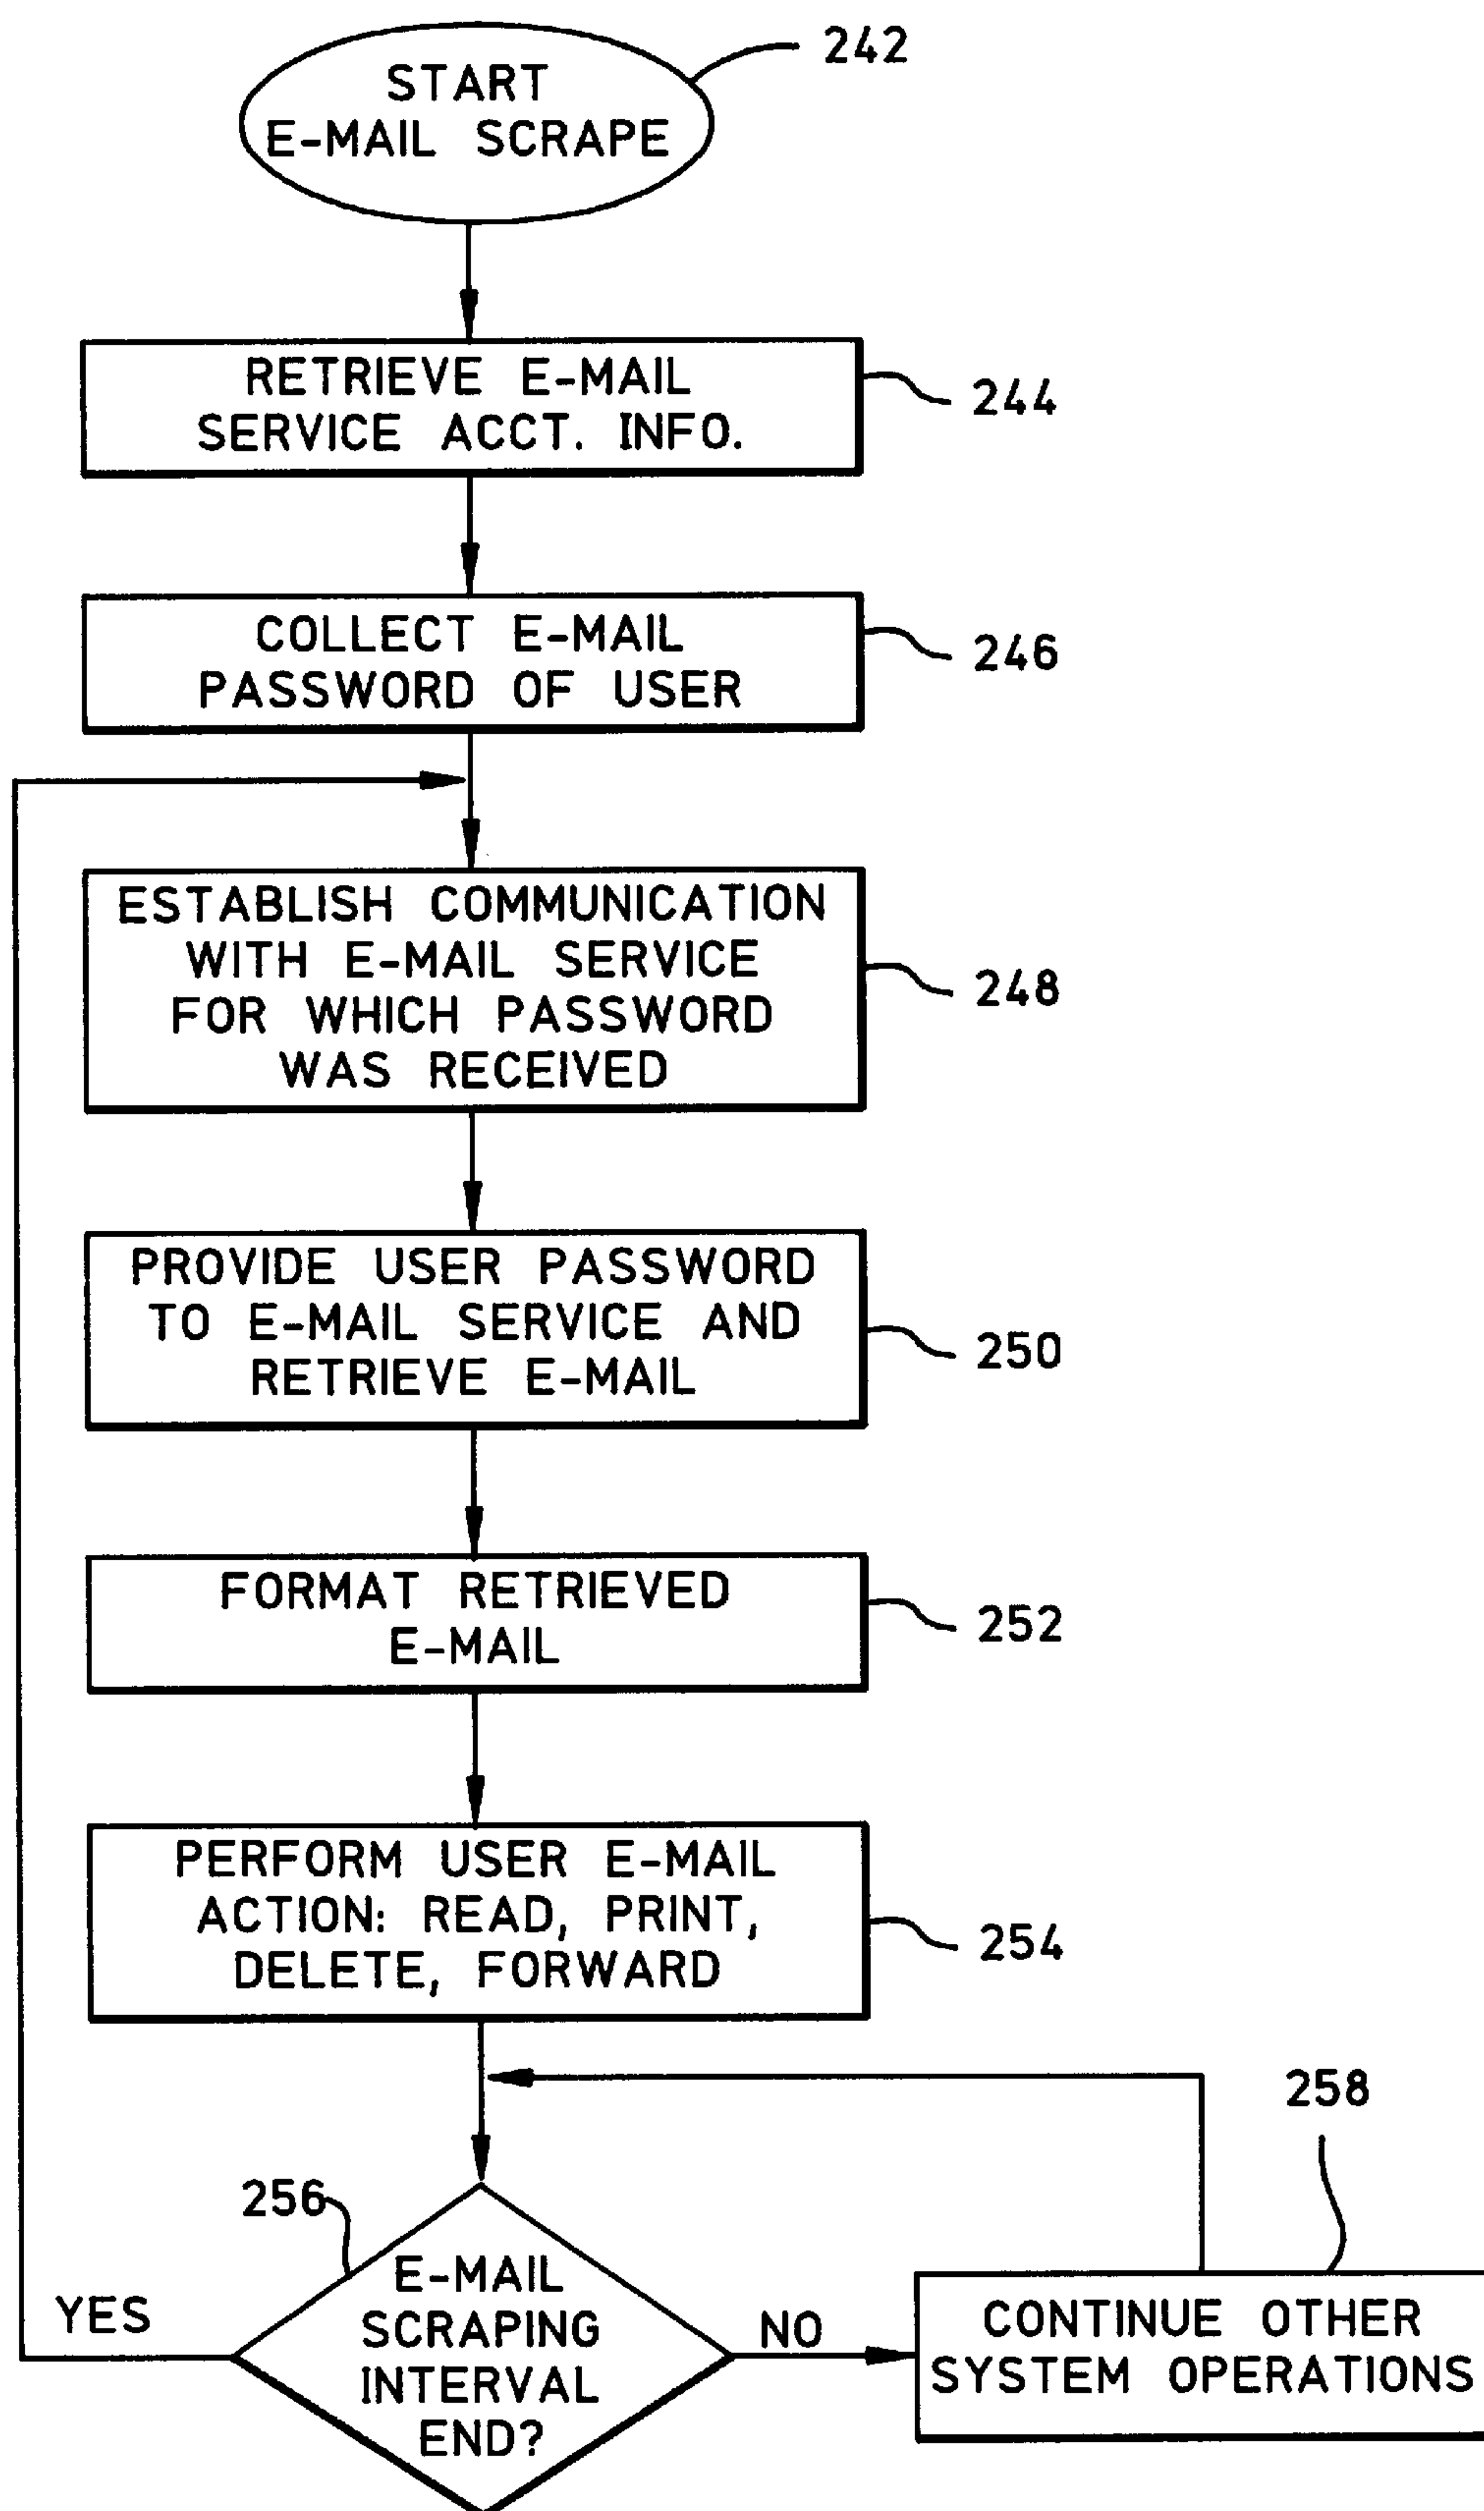 242
START
E-MAIL SCRAPE
RETRIEVE E-MAIL
SERVICE ACCT. INFO.
244
COLLECT E-MAIL
PASSWORD OF USER
246
ESTABLISH COMMUNICATION
WITH E-MAIL SERVICE
FOR WHICH PASSWORD
WAS RECEIVED
248
PROVIDE USER PASSWORD
TO E-MAIL SERVICE AND
RETRIEVE E-MAIL
250
FORMAT RETRIEVED
E-MAIL
252
PERFORM USER E-MAIL
ACTION: READ, PRINT,
DELETE, FORWARD
254
258
256
E-MAIL
SCRAPING
INTERVAL
END?
YES
NO
CONTINUE OTHER
SYSTEM OPERATIONS